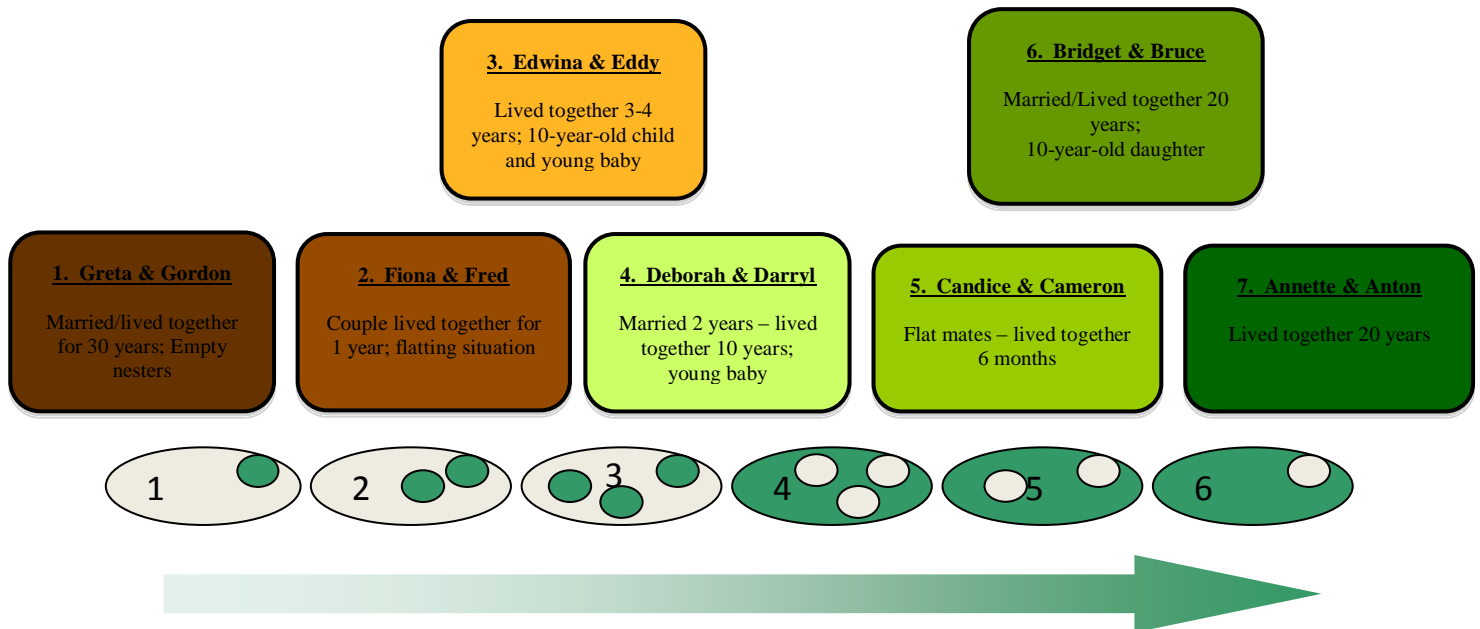 3. Edwina & Eddy
Lived together 3-4
years; 10-year-old child
and young baby
6. Bridget & Bruce
Married/Lived together 20
years;
10-year-old daughter
1. Greta & Gordon
Married/lived together
for 30 years; Empty
nesters
2. Fiona & Fred
Couple lived together for
1 year; flatting situation
4. Deborah & Darryl
Married 2 years – lived
together 10 years;
young baby
5. Candice & Cameron
Flat mates – lived together
6 months
7. Annette & Anton
Lived together 20 years
1
2
3
4
5
6